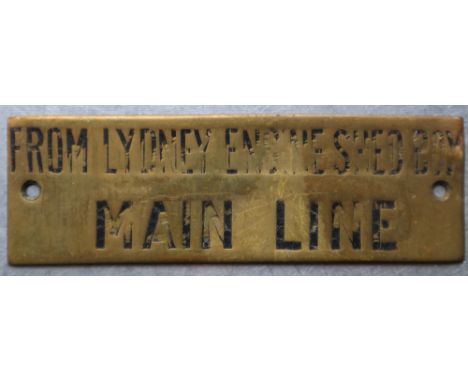 FROM LYDNEY ENGINE SHED BOX
MAIN LINE